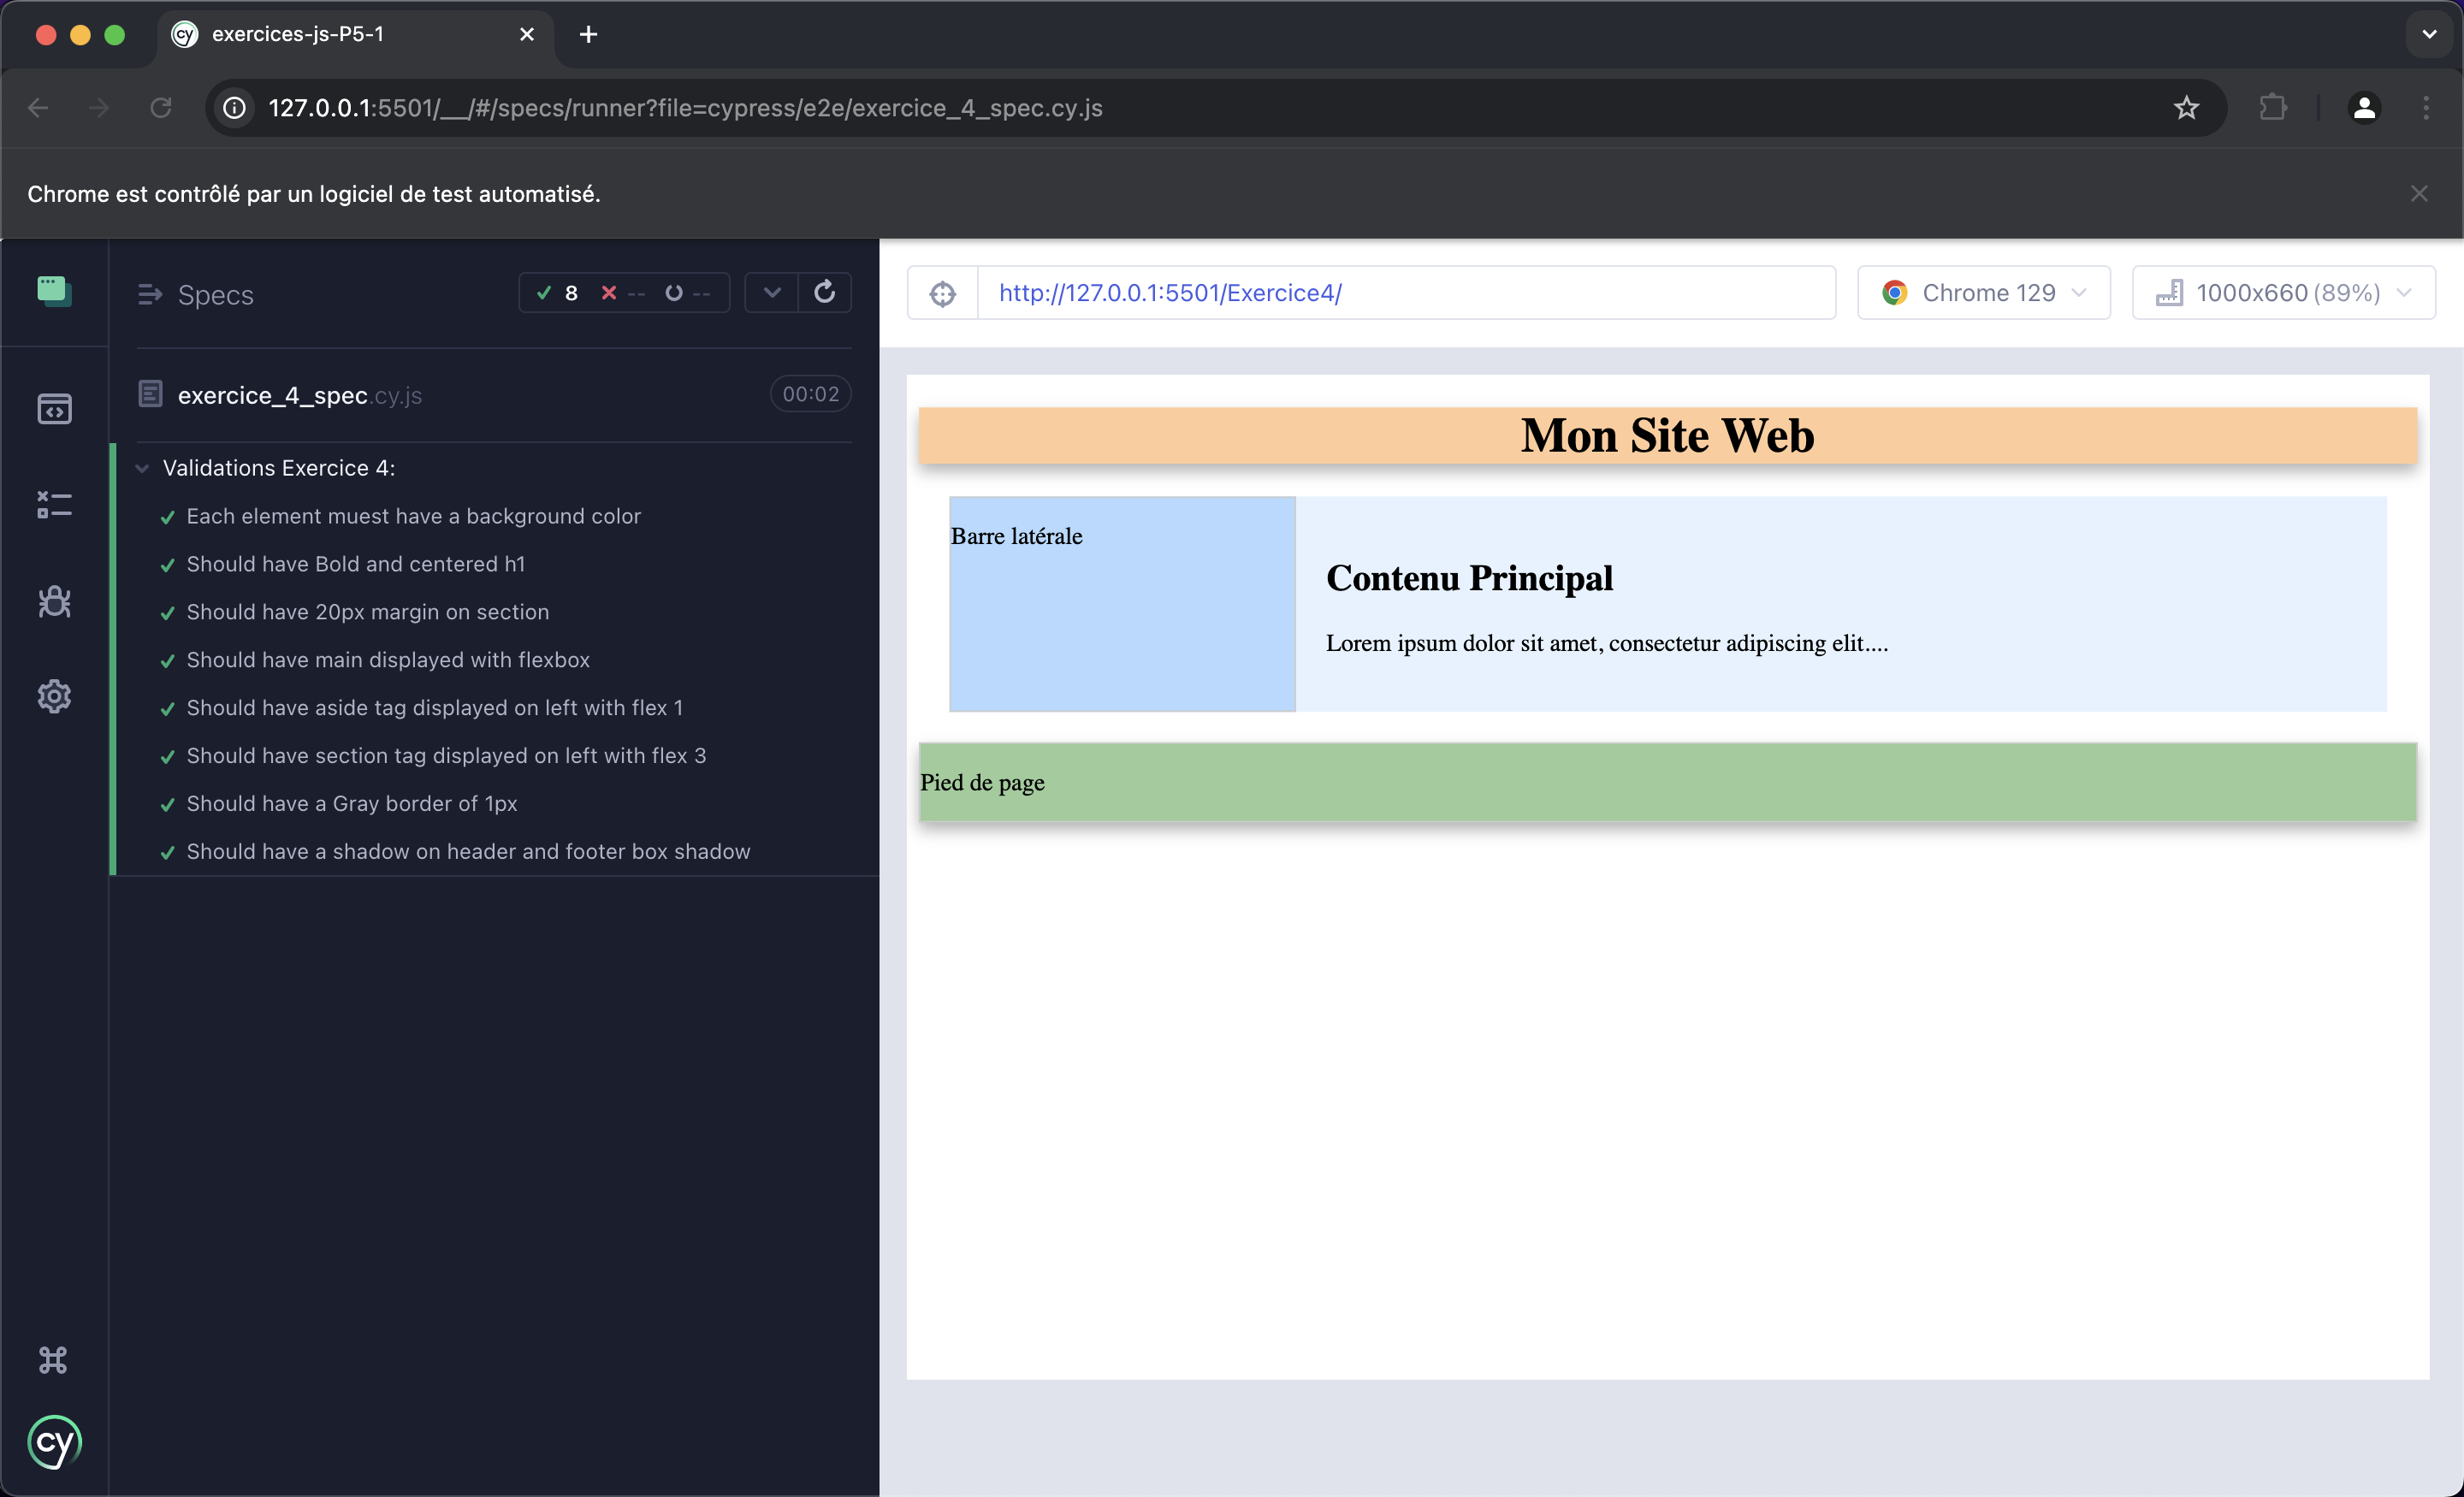 exercices-js-P5-1
127.0.0.1:5501/__/#/specs/runner?file=cypress/e2e/exercice_4_spec.cy.js
Chrome est contrôlé par un logiciel de test automatisé.
Specs
8 -- --
http://127.0.0.1:5501/Exercice4/
Chrome 129
1000x660 (89%)
exercice_4_spec.cy.js
00:02
Validations Exercice 4:
Each element muest have a background color
Should have Bold and centered h1
Should have 20px margin on section
Should have main displayed with flexbox
Should have aside tag displayed on left with flex 1
Should have section tag displayed on left with flex 3
Should have a Gray border of 1px
Should have a shadow on header and footer box shadow
cy
Mon Site Web
Barre latérale
Contenu Principal
Lorem ipsum dolor sit amet, consectetur adipiscing elit....
Pied de page